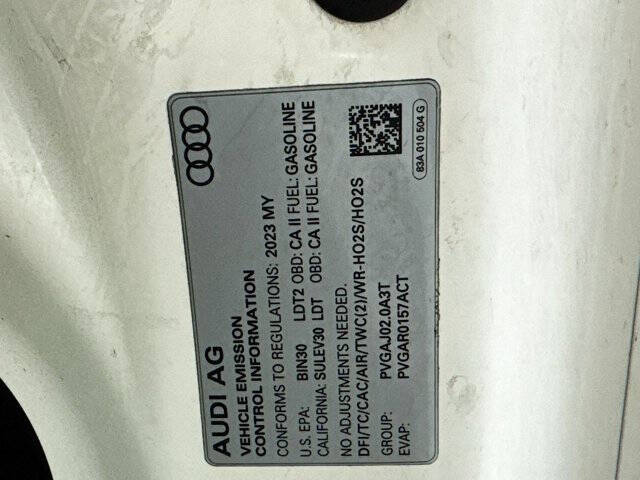 AUDI AG
VEHICLE EMISSION
CONTROL INFORMATION
CONFORMS TO REGULATIONS: 2023 MY
U.S. EPA: BIN30 LDT2 OBD: CA II FUEL: GASOLINE
CALIFORNIA: SULEV30 LDT OBD: CA II FUEL: GASOLINE
NO ADJUSTMENTS NEEDED.
DFI/TC/CAC/AIR/TWC(2)/WR-HO2S/HO2S
GROUP: PVGAJ02.0A3T
EVAP: PVGAR0157ACT
83A 010 504 G